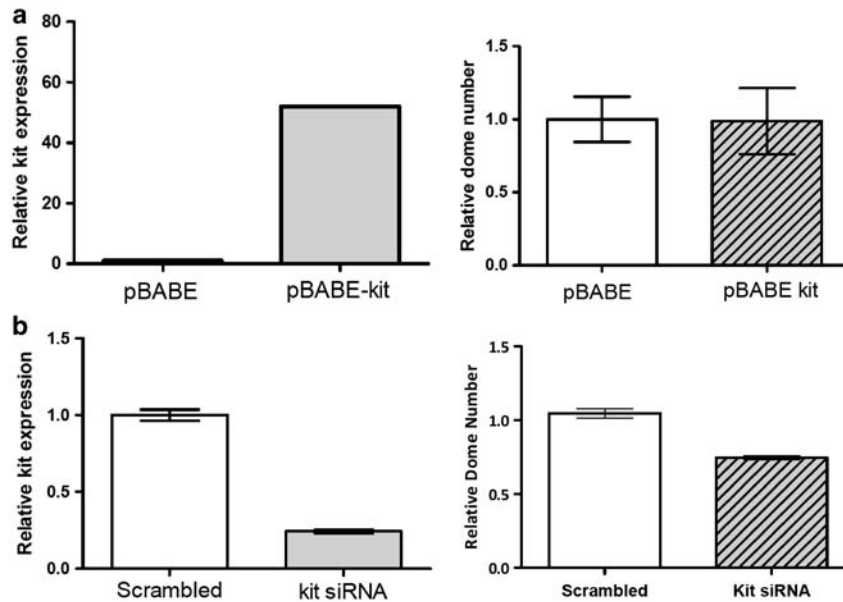 a
Relative kit expression
80
60
40
20
0
pBABE
pBABE-kit
Relative dome number
1.5
1.0
0.5
0.0
pBABE
pBABE kit
b
Relative kit expression
1.5
1.0
0.5
0.0
Scrambled
kit siRNA
Relative Dome Number
1.5
1.0
0.5
0.0
Scrambled
Kit siRNA